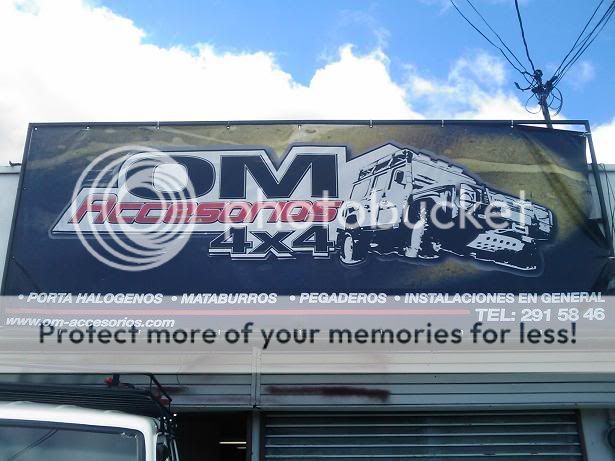 OM
Accesorios
4x4
photobucket
• PORTA HALOGENOS • MATABURROS • PEGADEROS • INSTALACIONES EN GENERAL
www.om-accesorios.com TEL: 291 58 46
Protect more of your memories for less!